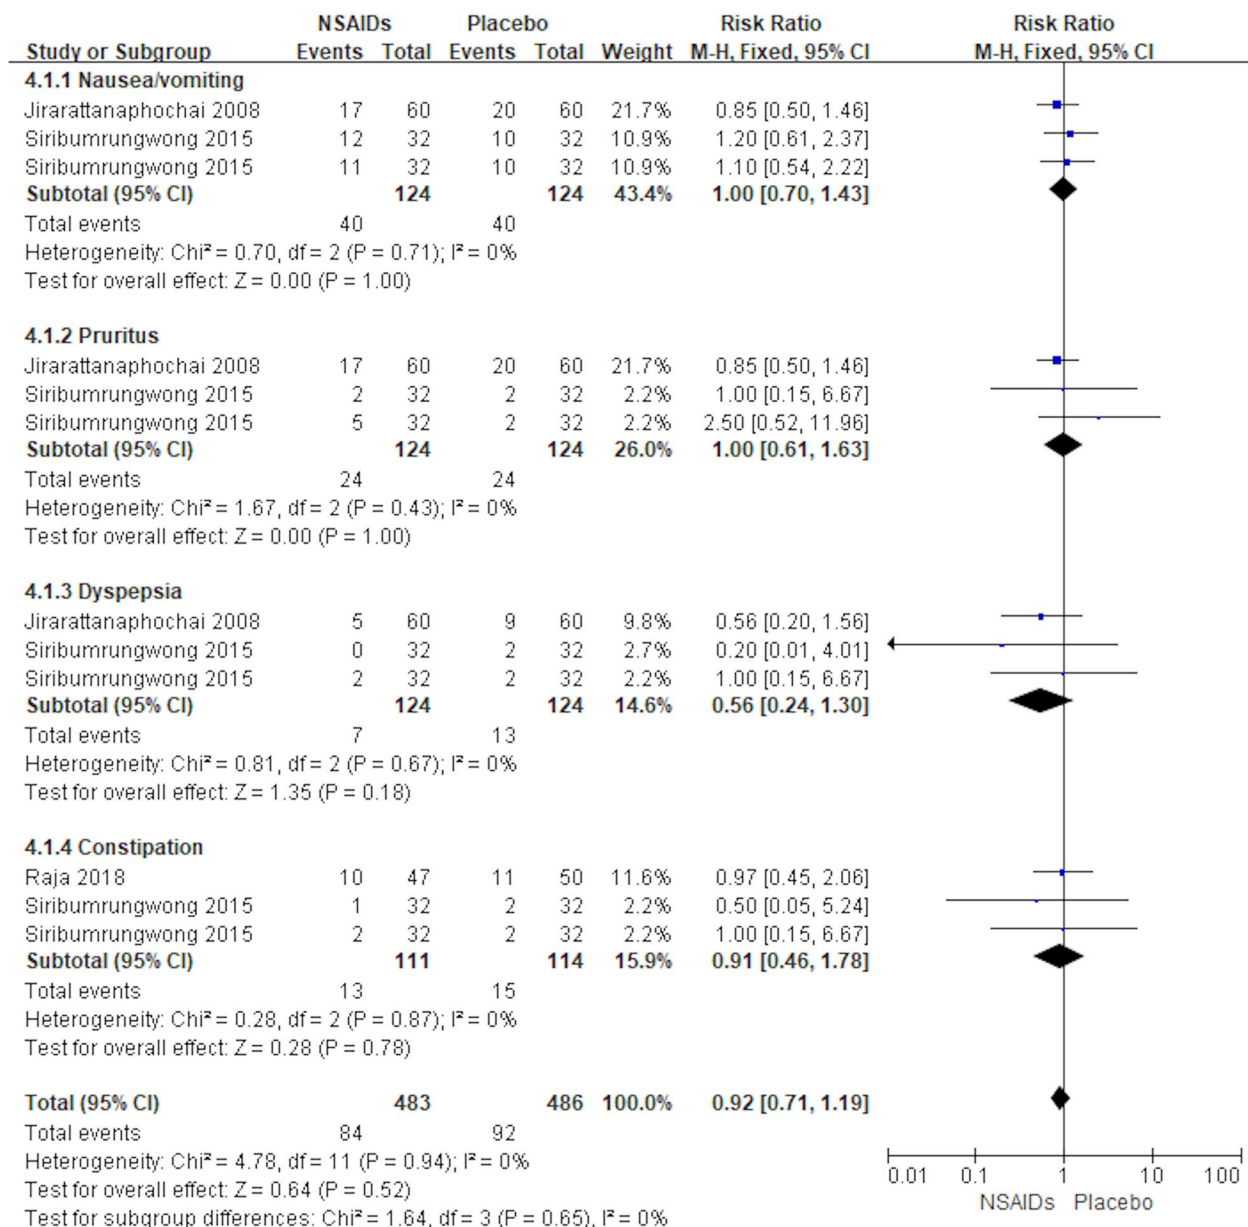 NSAIDs Placebo Risk Ratio Risk Ratio
Study or Subgroup Events Total Events Total Weight M-H, Fixed, 95% CI M-H, Fixed, 95% CI
4.1.1 Nausea/vomiting
Jirarattanaphochai 2008 17 60 20 60 21.7% 0.85 [0.50, 1.46]
Siribumrungwong 2015 12 32 10 32 10.9% 1.20 [0.61, 2.37]
Siribumrungwong 2015 11 32 10 32 10.9% 1.10 [0.54, 2.22]
Subtotal (95% CI) 124 124 43.4% 1.00 [0.70, 1.43]
Total events 40 40
Heterogeneity: Chi² = 0.70, df = 2 (P = 0.71); I² = 0%
Test for overall effect: Z = 0.00 (P = 1.00)
4.1.2 Pruritus
Jirarattanaphochai 2008 17 60 20 60 21.7% 0.85 [0.50, 1.46]
Siribumrungwong 2015 2 32 2 32 2.2% 1.00 [0.15, 6.67]
Siribumrungwong 2015 5 32 2 32 2.2% 2.50 [0.52, 11.96]
Subtotal (95% CI) 124 124 26.0% 1.00 [0.61, 1.63]
Total events 24 24
Heterogeneity: Chi² = 1.67, df = 2 (P = 0.43); I² = 0%
Test for overall effect: Z = 0.00 (P = 1.00)
4.1.3 Dyspepsia
Jirarattanaphochai 2008 5 60 9 60 9.8% 0.56 [0.20, 1.56]
Siribumrungwong 2015 0 32 2 32 2.7% 0.20 [0.01, 4.01]
Siribumrungwong 2015 2 32 2 32 2.2% 1.00 [0.15, 6.67]
Subtotal (95% CI) 124 124 14.6% 0.56 [0.24, 1.30]
Total events 7 13
Heterogeneity: Chi² = 0.81, df = 2 (P = 0.67); I² = 0%
Test for overall effect: Z = 1.35 (P = 0.18)
4.1.4 Constipation
Raja 2018 10 47 11 50 11.6% 0.97 [0.45, 2.06]
Siribumrungwong 2015 1 32 2 32 2.2% 0.50 [0.05, 5.24]
Siribumrungwong 2015 2 32 2 32 2.2% 1.00 [0.15, 6.67]
Subtotal (95% CI) 111 114 15.9% 0.91 [0.46, 1.78]
Total events 13 15
Heterogeneity: Chi² = 0.28, df = 2 (P = 0.87); I² = 0%
Test for overall effect: Z = 0.28 (P = 0.78)
Total (95% CI) 483 486 100.0% 0.92 [0.71, 1.19]
Total events 84 92
Heterogeneity: Chi² = 4.78, df = 11 (P = 0.94); I² = 0%
Test for overall effect: Z = 0.64 (P = 0.52)
Test for subgroup differences: Chi² = 1.64, df = 3 (P = 0.65), I² = 0%
0.01 0.1 1 10 100
NSAIDs Placebo